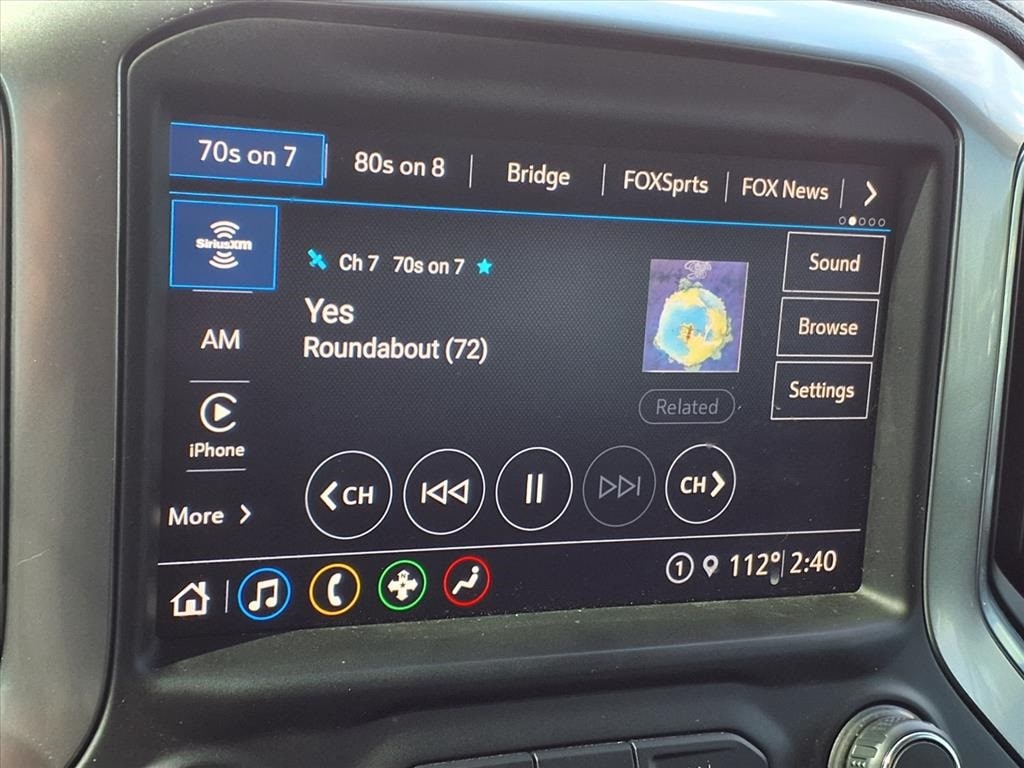 70s on 7
80s on 8
Bridge
FOXSprts
FOX News
SiriusXM
Ch 7 70s on 7
Sound
Yes
AM
Roundabout (72)
Browse
Settings
Related
iPhone
CH
CH
More
1
112° 2:40